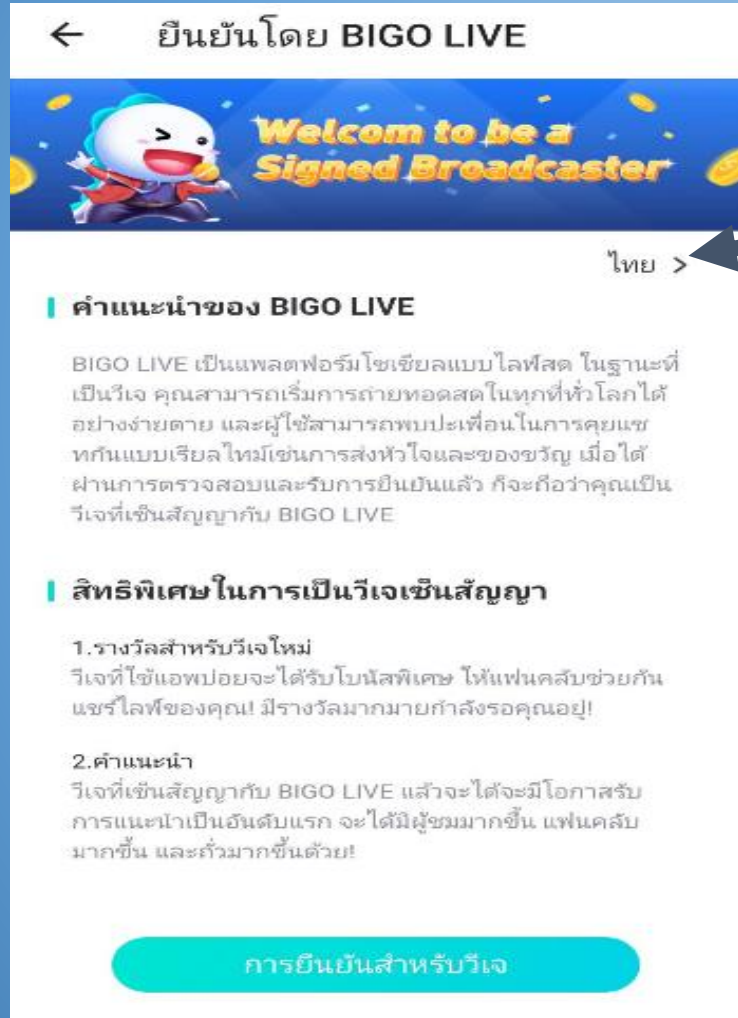 ยืนยันโดย BIGO LIVE
Welcom to be a
Signed Broadcaster
ไทย >
คำแนะนำของ BIGO LIVE
BIGO LIVE เป็นแพลตฟอร์มโซเชียลแบบไลฟ์สด ในฐานะที่
เป็นวีเจ คุณสามารถเริ่มการถ่ายทอดสดในทุกที่ทั่วโลกได้
อย่างง่ายดาย และผู้ใช้สามารถพบปะเพื่อนในการคุยแช
ทกันแบบเรียลไทม์เช่นการส่งหัวใจและของขวัญ เมื่อได้
ผ่านการตรวจสอบและรับการยืนยันแล้ว ก็จะถือว่าคุณเป็น
วีเจที่เซ็นสัญญากับ BIGO LIVE
สิทธิพิเศษในการเป็นวีเจเซ็นสัญญา
1.รางวัลสำหรับวีเจใหม่
วีเจที่ใช้แอพบ่อยจะได้รับโบนัสพิเศษ ให้แฟนคลับช่วยกัน
แชร์ไลฟ์ของคุณ! มีรางวัลมากมายกำลังรอคุณอยู่!
2.คำแนะนำ
วีเจที่เซ็นสัญญากับ BIGO LIVE แล้วจะได้จะมีโอกาสรับ
การแนะนำเป็นอันดับแรก จะได้มีผู้ชมมากขึ้น แฟนคลับ
มากขึ้น และถั่วมากขึ้นด้วย!
การยืนยันสำหรับวีเจ